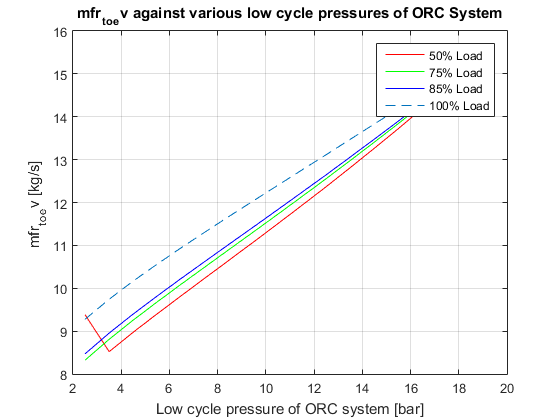 mfr_toe v against various low cycle pressures of ORC System
16
15
14
13
12
11
10
9
8
mfr_toe v [kg/s]
50% Load
75% Load
85% Load
100% Load
2 4 6 8 10 12 14 16 18 20
Low cycle pressure of ORC system [bar]